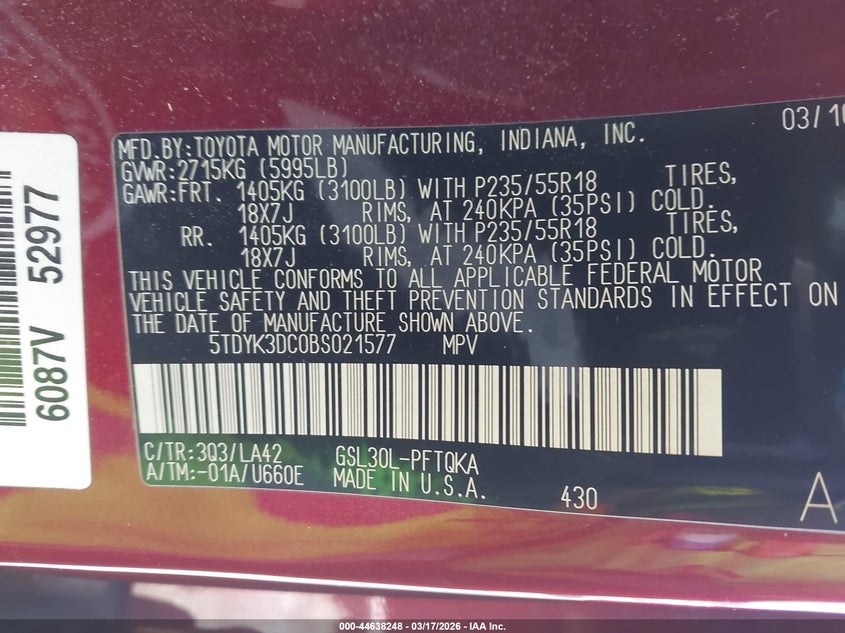 6087V 52977
MFD.BY:TOYOTA MOTOR MANUFACTURING, INDIANA, INC. 03/10
GVWR:2715KG (5995LB)
GAWR:FRT. 1405KG (3100LB) WITH P235/55R18 TIRES,
18X7J RIMS, AT 240KPA (35PSI) COLD.
RR. 1405KG (3100LB) WITH P235/55R18 TIRES,
18X7J RIMS, AT 240KPA (35PSI) COLD.
THIS VEHICLE CONFORMS TO ALL APPLICABLE FEDERAL MOTOR
VEHICLE SAFETY AND THEFT PREVENTION STANDARDS IN EFFECT ON
THE DATE OF MANUFACTURE SHOWN ABOVE.
5TDYK3DC0BS021577 MPV
C/TR:3Q3/LA42 GSL30L-PFTQKA
A/TM:-01A/U660E MADE IN U.S.A. 430 A
000-44638248 - 03/17/2026 - IAA Inc.